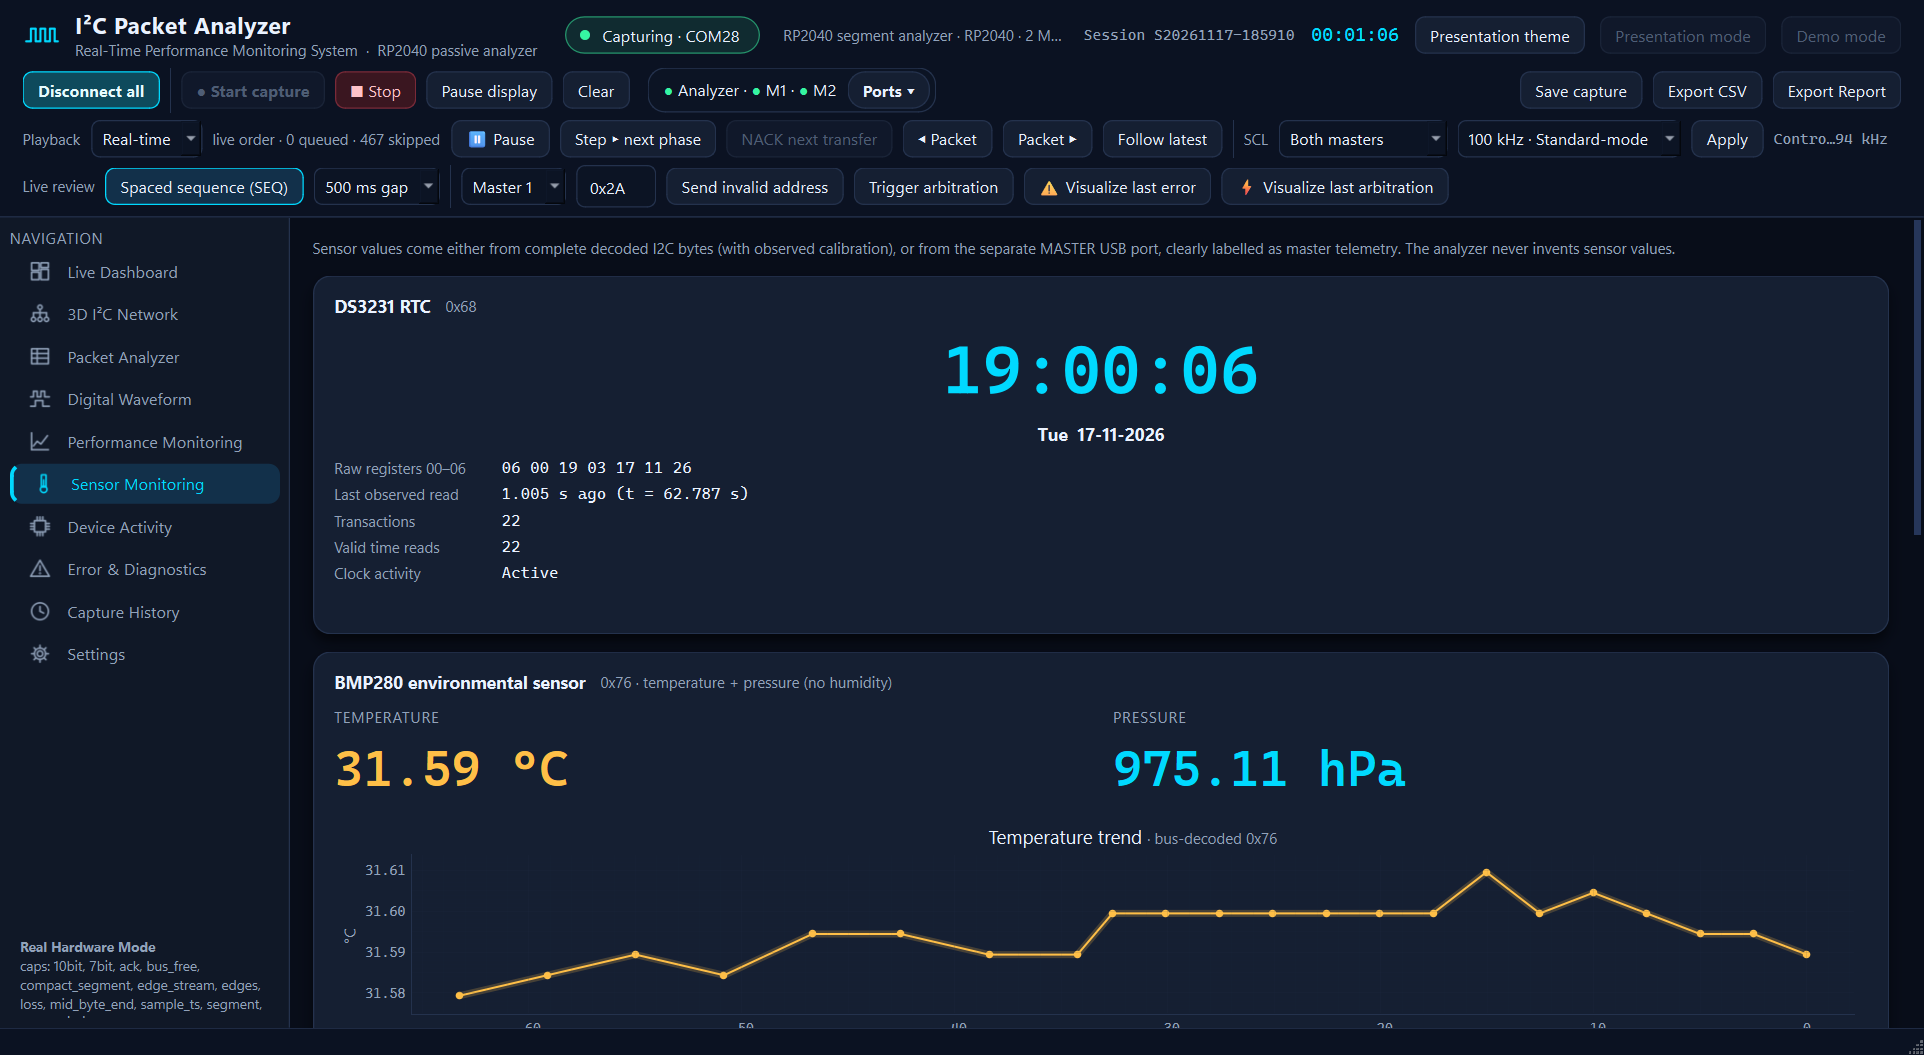 I²C Packet Analyzer
Real-Time Performance Monitoring System · RP2040 passive analyzer
Capturing · COM28
RP2040 segment analyzer · RP2040 · 2 M...
Session S20261117-185910
00:01:06
Presentation theme
Presentation mode
Demo mode
Disconnect all
• Start capture
Stop
Pause display
Clear
• Analyzer · • M1 · • M2
Ports ▾
Save capture
Export CSV
Export Report
Playback
Real-time
live order · 0 queued · 467 skipped
Pause
Step ▸ next phase
NACK next transfer
◂ Packet
Packet ▸
Follow latest
SCL
Both masters
100 kHz · Standard-mode
Apply
Contro…94 kHz
Live review
Spaced sequence (SEQ)
500 ms gap
Master 1
0x2A
Send invalid address
Trigger arbitration
Visualize last error
Visualize last arbitration
NAVIGATION
Live Dashboard
3D I²C Network
Packet Analyzer
Digital Waveform
Performance Monitoring
Sensor Monitoring
Device Activity
Error & Diagnostics
Capture History
Settings
Real Hardware Mode
caps: 10bit, 7bit, ack, bus_free,
compact_segment, edge_stream, edges,
loss, mid_byte_end, sample_ts, segment,
Sensor values come either from complete decoded I2C bytes (with observed calibration), or from the separate MASTER USB port, clearly labelled as master telemetry. The analyzer never invents sensor values.
DS3231 RTC 0x68
19:00:06
Tue 17-11-2026
Raw registers 00–06 06 00 19 03 17 11 26
Last observed read 1.005 s ago (t = 62.787 s)
Transactions 22
Valid time reads 22
Clock activity Active
BMP280 environmental sensor 0x76 · temperature + pressure (no humidity)
TEMPERATURE
31.59 °C
PRESSURE
975.11 hPa
Temperature trend · bus-decoded 0x76
°C
31.61
31.60
31.59
31.58
60 50 40 30 20 10 0